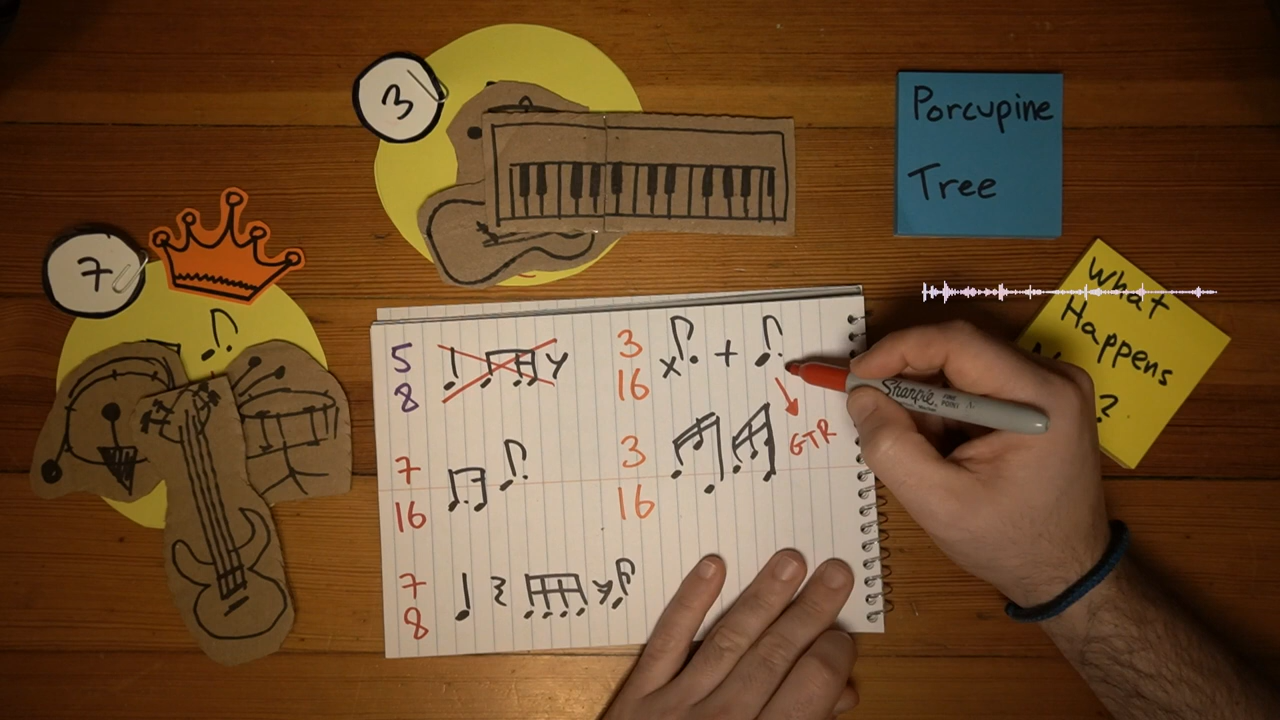 3
Porcupine
Tree
7
What
Happens
?
5
8
3
16
x
+
GTR
7
16
3
16
7
8
Sharpie